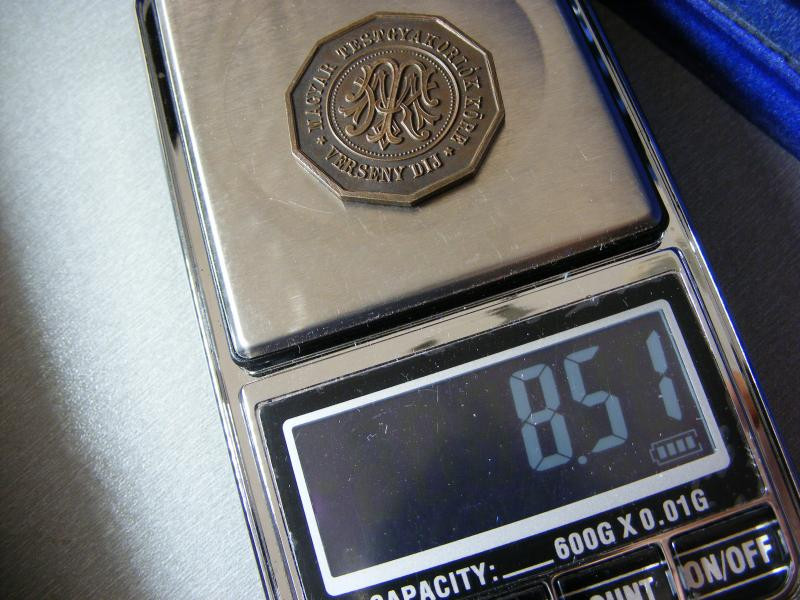 MAGYAR TESTGYAKORLÓK KÖRE
* VERSENY DIJ *
8.51
CAPACITY: 600G X 0.01G
ON/OFF